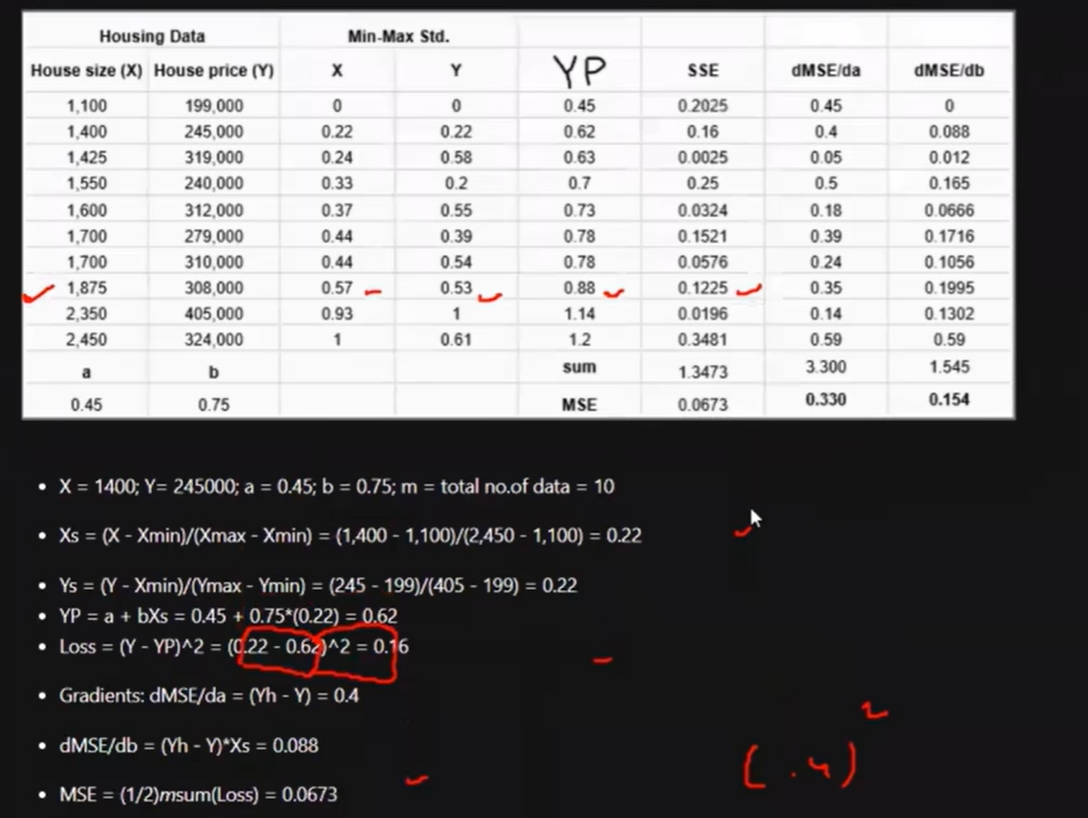 Housing Data Min-Max Std.
House size (X) House price (Y) X Y YP SSE dMSE/da dMSE/db
1,100 199,000 0 0 0.45 0.2025 0.45 0
1,400 245,000 0.22 0.22 0.62 0.16 0.4 0.088
1,425 319,000 0.24 0.58 0.63 0.0025 0.05 0.012
1,550 240,000 0.33 0.2 0.7 0.25 0.5 0.165
1,600 312,000 0.37 0.55 0.73 0.0324 0.18 0.0666
1,700 279,000 0.44 0.39 0.78 0.1521 0.39 0.1716
1,700 310,000 0.44 0.54 0.78 0.0576 0.24 0.1056
1,875 308,000 0.57 0.53 0.88 0.1225 0.35 0.1995
2,350 405,000 0.93 1 1.14 0.0196 0.14 0.1302
2,450 324,000 1 0.61 1.2 0.3481 0.59 0.59
a b sum 1.3473 3.300 1.545
0.45 0.75 MSE 0.0673 0.330 0.154
• X = 1400; Y= 245000; a = 0.45; b = 0.75; m = total no.of data = 10
• Xs = (X - Xmin)/(Xmax - Xmin) = (1,400 - 1,100)/(2,450 - 1,100) = 0.22
• Ys = (Y - Xmin)/(Ymax - Ymin) = (245 - 199)/(405 - 199) = 0.22
• YP = a + bXs = 0.45 + 0.75*(0.22) = 0.62
• Loss = (Y - YP)^2 = (0.22 - 0.62)^2 = 0.16
• Gradients: dMSE/da = (Yh - Y) = 0.4
• dMSE/db = (Yh - Y)*Xs = 0.088
(.4)²
• MSE = (1/2)msum(Loss) = 0.0673